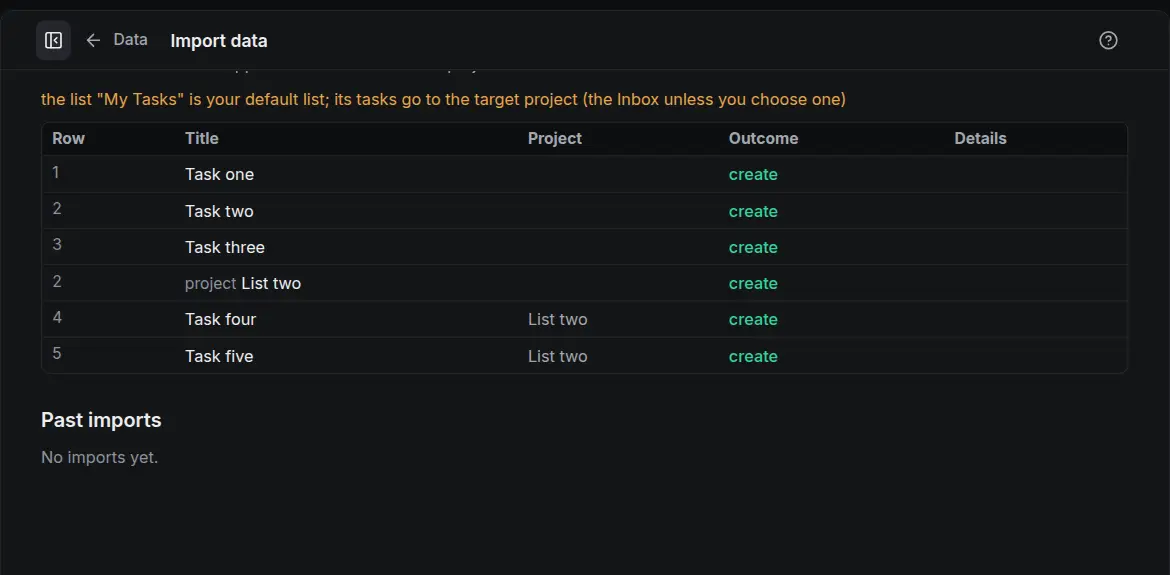 Data Import data
the list "My Tasks" is your default list; its tasks go to the target project (the Inbox unless you choose one)
Row Title Project Outcome Details
1 Task one create
2 Task two create
3 Task three create
2 project List two create
4 Task four List two create
5 Task five List two create
Past imports
No imports yet.